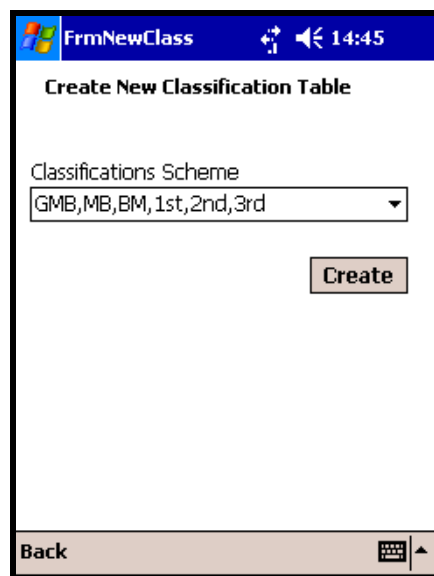 FrmNewClass 14:45
Create New Classification Table
Classifications Scheme
GMB,MB,BM,1st,2nd,3rd
Create
Back